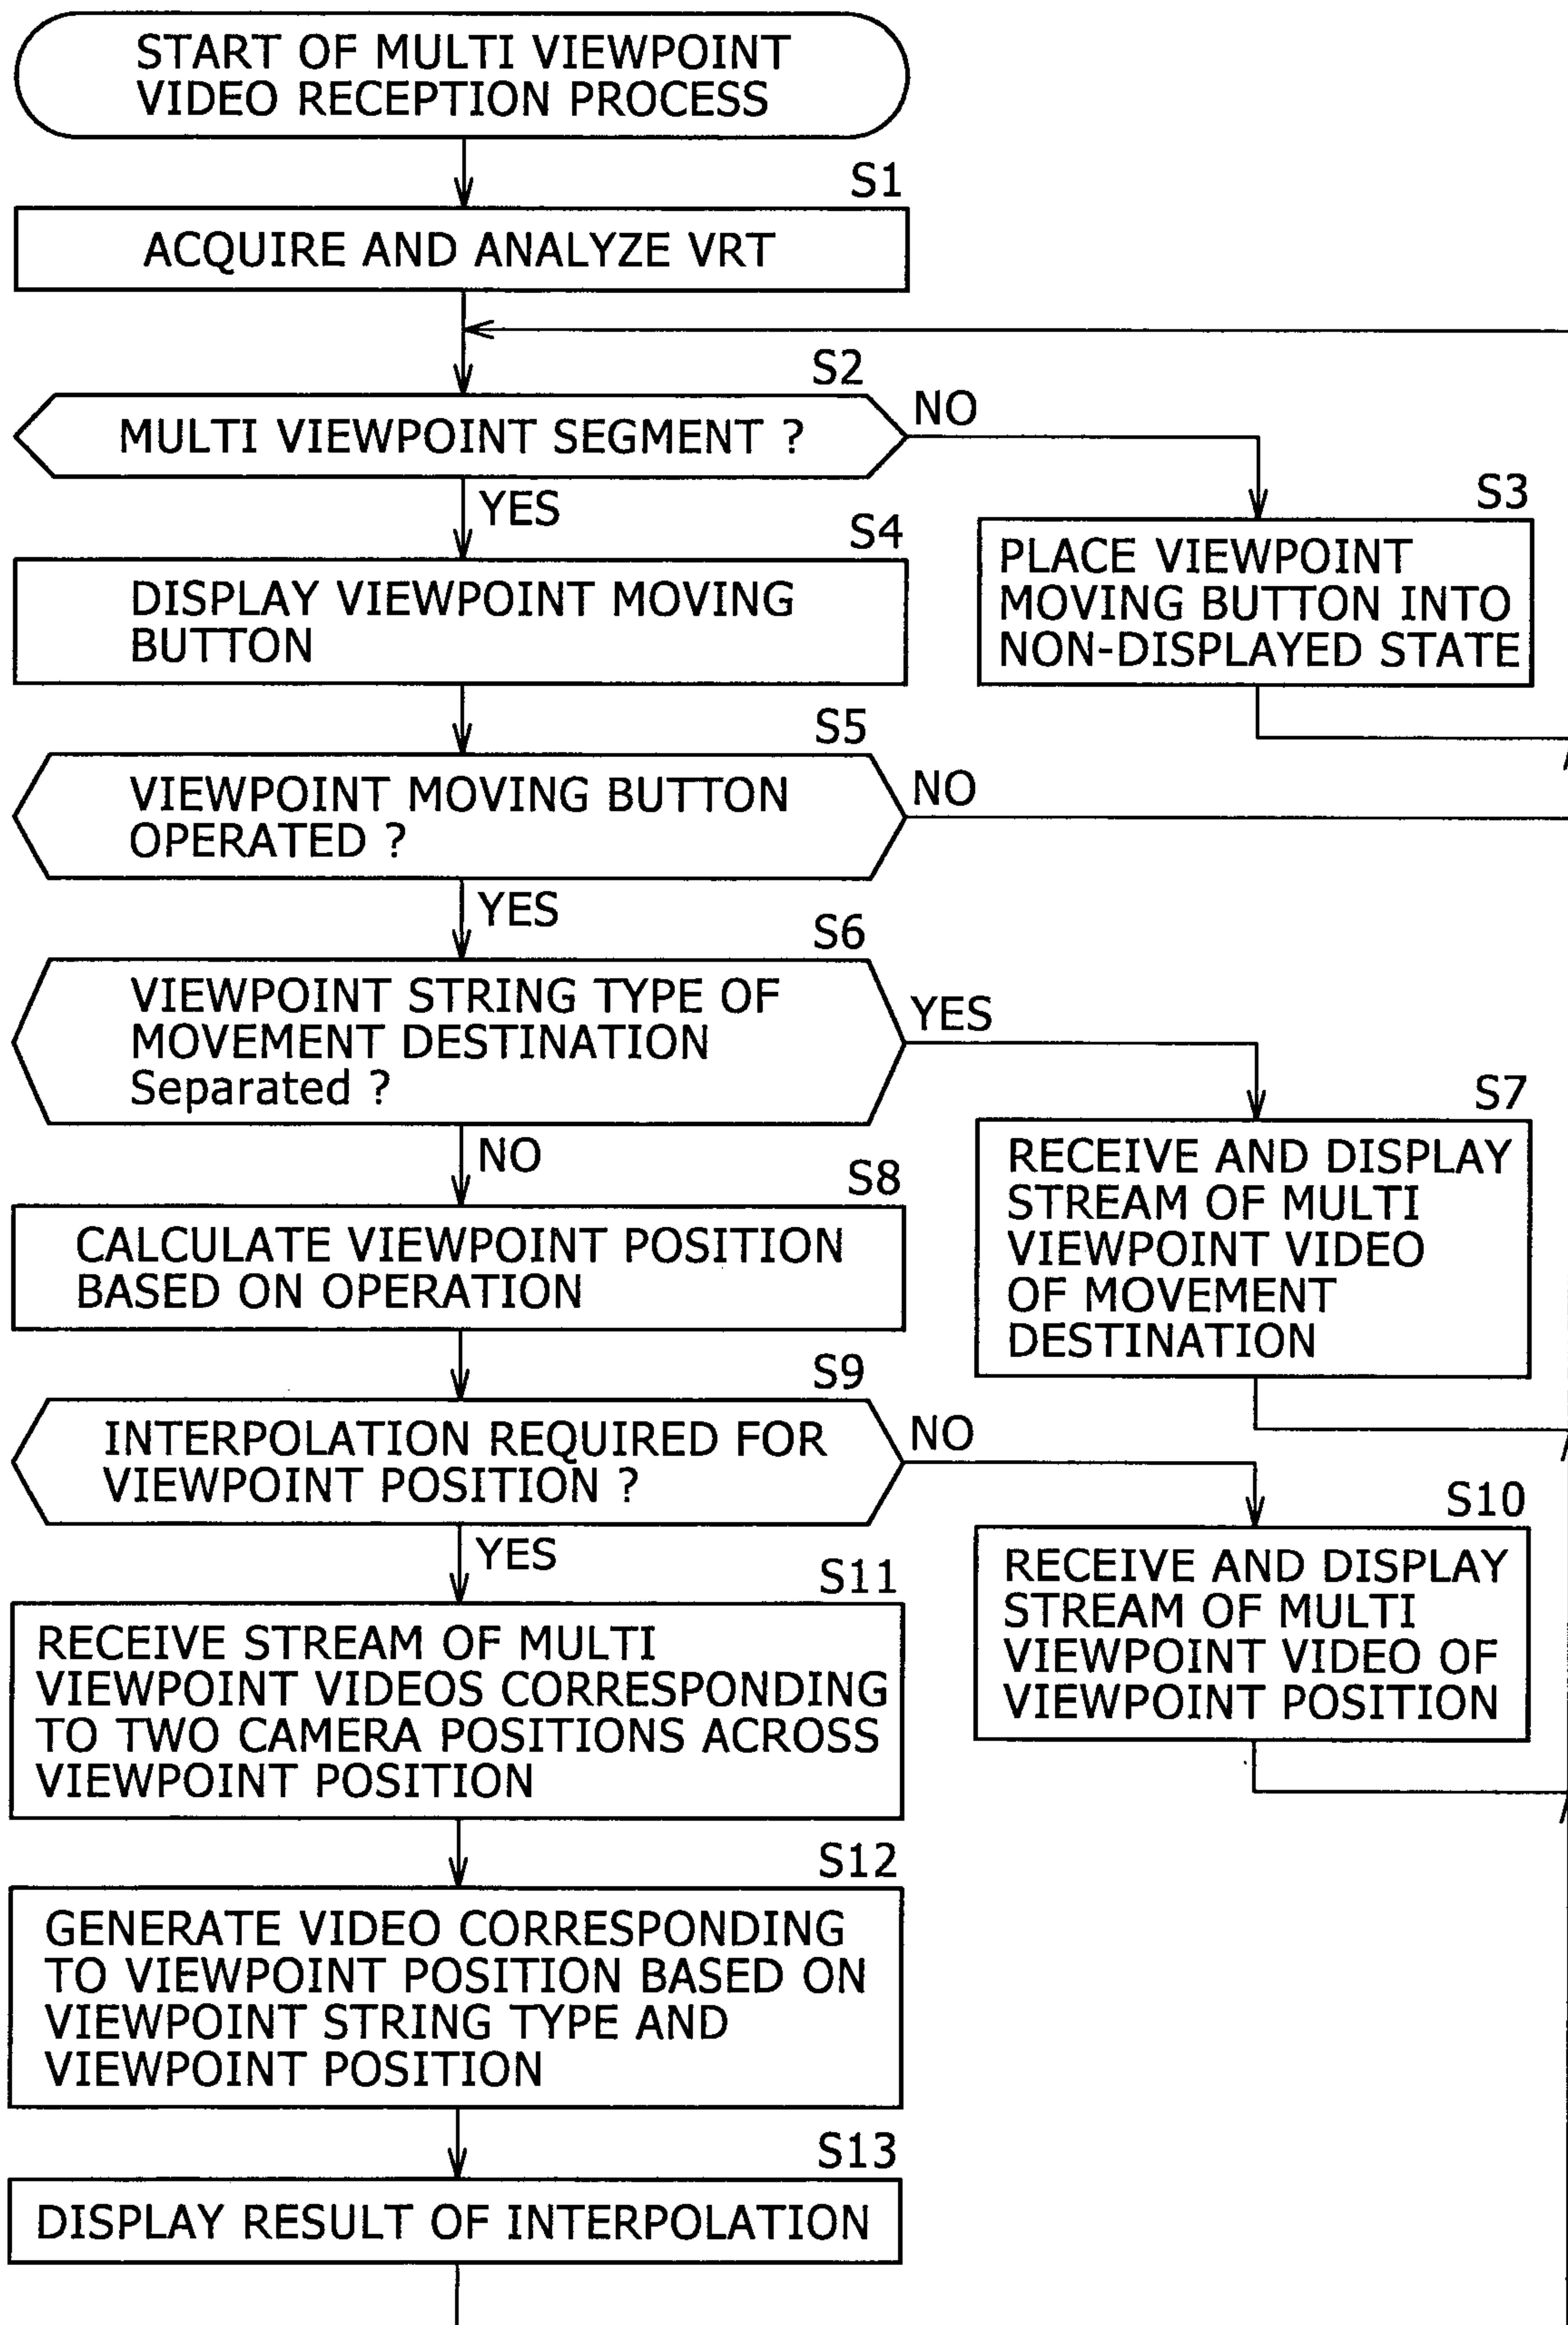 START OF MULTI VIEWPOINT
VIDEO RECEPTION PROCESS
S1
ACQUIRE AND ANALYZE VRT
S2
MULTI VIEWPOINT SEGMENT ?
NO
YES
S3
PLACE VIEWPOINT
MOVING BUTTON INTO
NON-DISPLAYED STATE
S4
DISPLAY VIEWPOINT MOVING
BUTTON
S5
VIEWPOINT MOVING BUTTON
OPERATED ?
NO
YES
S6
VIEWPOINT STRING TYPE OF
MOVEMENT DESTINATION
Separated ?
YES
NO
S7
RECEIVE AND DISPLAY
STREAM OF MULTI
VIEWPOINT VIDEO
OF MOVEMENT
DESTINATION
S8
CALCULATE VIEWPOINT POSITION
BASED ON OPERATION
S9
INTERPOLATION REQUIRED FOR
VIEWPOINT POSITION ?
NO
YES
S10
RECEIVE AND DISPLAY
STREAM OF MULTI
VIEWPOINT VIDEO OF
VIEWPOINT POSITION
S11
RECEIVE STREAM OF MULTI
VIEWPOINT VIDEOS CORRESPONDING
TO TWO CAMERA POSITIONS ACROSS
VIEWPOINT POSITION
S12
GENERATE VIDEO CORRESPONDING
TO VIEWPOINT POSITION BASED ON
VIEWPOINT STRING TYPE AND
VIEWPOINT POSITION
S13
DISPLAY RESULT OF INTERPOLATION